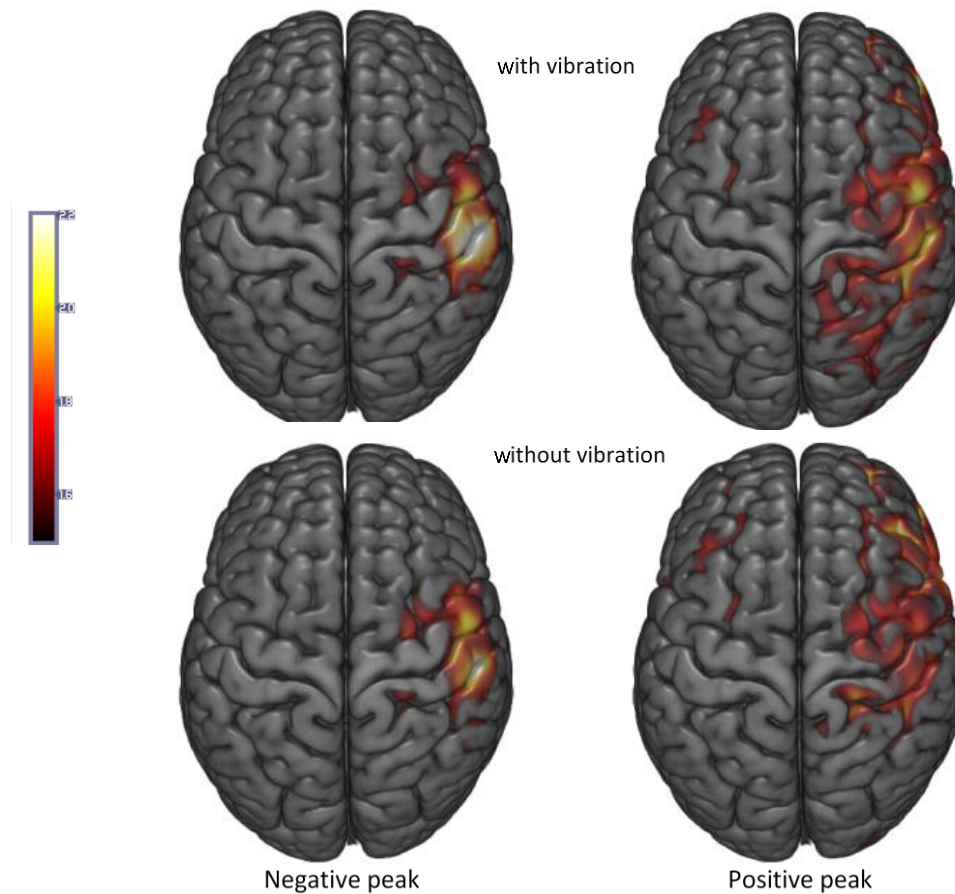 with vibration
2.2
2.0
1.8
1.6
without vibration
Negative peak
Positive peak